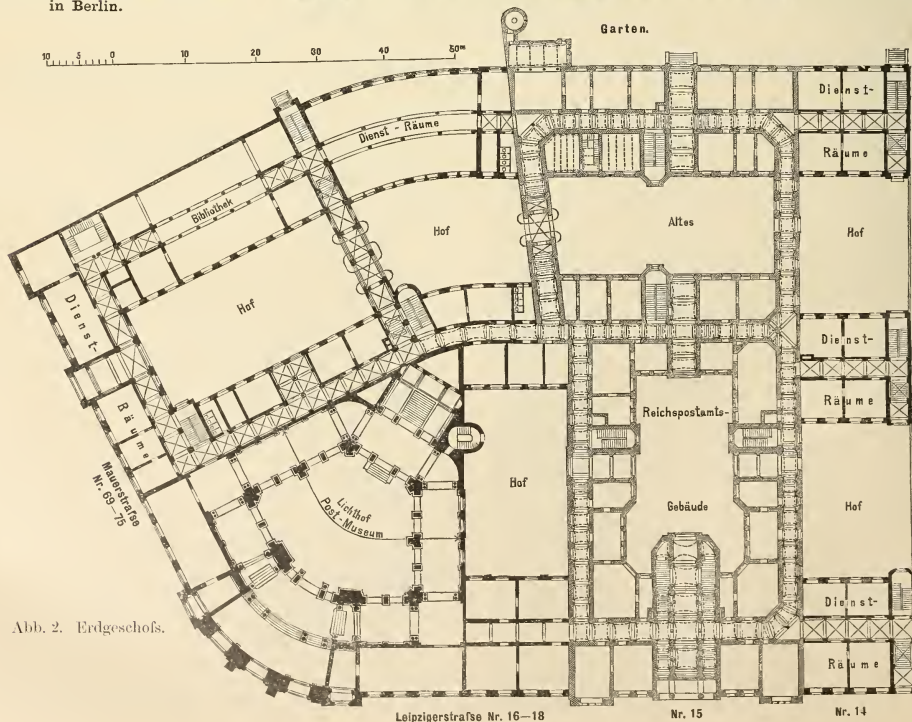 in Berlin.
10 5 0 10 20 30 40 50m
Garten.
Dienst-
Räume
Dienst-Räume
Bibliothek
Hof
Altes
Hof
Hof
Dienst-
Räume
Dienst-
Räume
Reichspostamts-
Gebäude
Mauerstraſse
Nr. 69–75
Lichthof
Post-Museum
Hof
Hof
Dienst-
Räume
Abb. 2. Erdgeschoſs.
Leipzigerstraſse Nr. 16–18
Nr. 15
Nr. 14